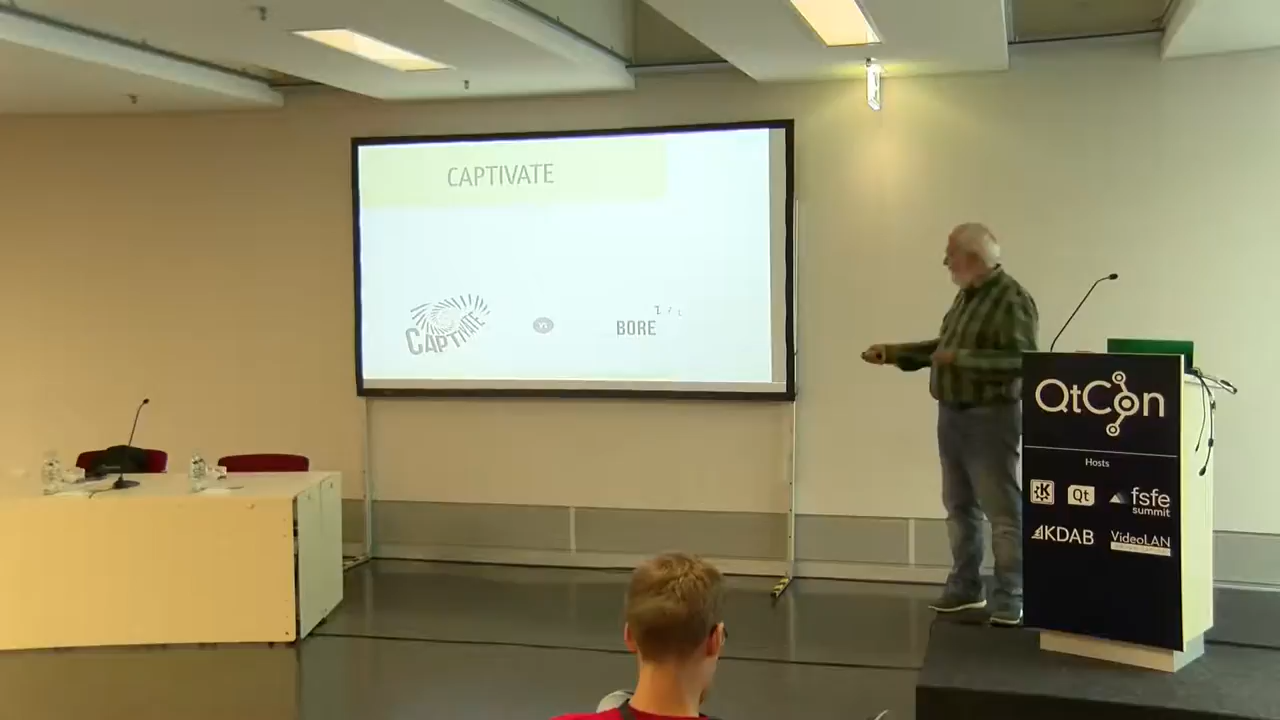 CAPTIVATE
CAPTIVATE
VS
BORE
QtCon
Hosts
Qt
fsfe
summit
KDAB
VideoLAN